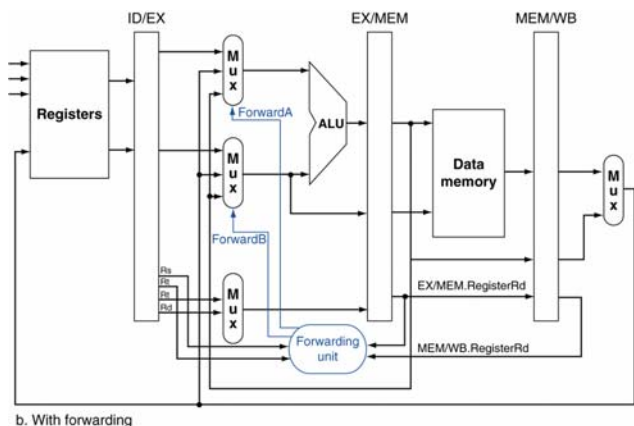 ID/EX
EX/MEM
MEM/WB
Registers
M
u
x
ForwardA
ALU
M
u
x
ForwardB
Data
memory
M
u
x
Rs
Rt
Rt
Rd
M
u
x
EX/MEM.RegisterRd
Forwarding
unit
MEM/WB.RegisterRd
b. With forwarding